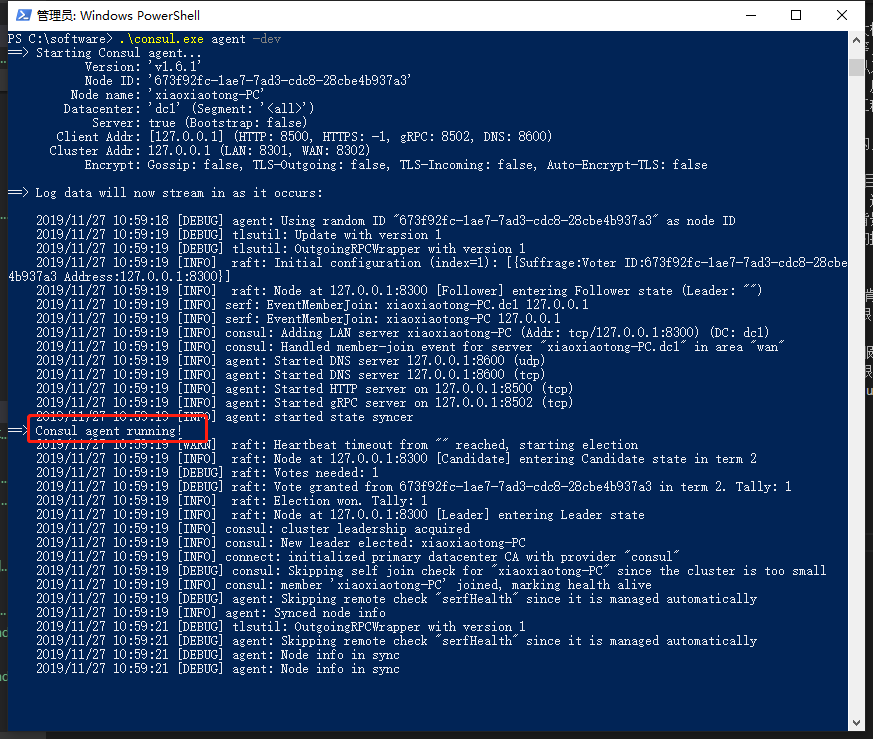 管理员: Windows PowerShell
PS C:\software> .\consul.exe agent -dev
==> Starting Consul agent...
Version: 'v1.6.1'
Node ID: '673f92fc-1ae7-7ad3-cdc8-28cbe4b937a3'
Node name: 'xiaoxiaotong-PC'
Datacenter: 'dc1' (Segment: '<all>')
Server: true (Bootstrap: false)
Client Addr: [127.0.0.1] (HTTP: 8500, HTTPS: -1, gRPC: 8502, DNS: 8600)
Cluster Addr: 127.0.0.1 (LAN: 8301, WAN: 8302)
Encrypt: Gossip: false, TLS-Outgoing: false, TLS-Incoming: false, Auto-Encrypt-TLS: false
==> Log data will now stream in as it occurs:
2019/11/27 10:59:18 [DEBUG] agent: Using random ID "673f92fc-1ae7-7ad3-cdc8-28cbe4b937a3" as node ID
2019/11/27 10:59:19 [DEBUG] tlsutil: Update with version 1
2019/11/27 10:59:19 [DEBUG] tlsutil: OutgoingRPCWrapper with version 1
2019/11/27 10:59:19 [INFO]  raft: Initial configuration (index=1): [{Suffrage:Voter ID:673f92fc-1ae7-7ad3-cdc8-28cbe
4b937a3 Address:127.0.0.1:8300}]
2019/11/27 10:59:19 [INFO]  raft: Node at 127.0.0.1:8300 [Follower] entering Follower state (Leader: "")
2019/11/27 10:59:19 [INFO] serf: EventMemberJoin: xiaoxiaotong-PC.dc1 127.0.0.1
2019/11/27 10:59:19 [INFO] serf: EventMemberJoin: xiaoxiaotong-PC 127.0.0.1
2019/11/27 10:59:19 [INFO] consul: Adding LAN server xiaoxiaotong-PC (Addr: tcp/127.0.0.1:8300) (DC: dc1)
2019/11/27 10:59:19 [INFO] consul: Handled member-join event for server "xiaoxiaotong-PC.dc1" in area "wan"
2019/11/27 10:59:19 [INFO] agent: Started DNS server 127.0.0.1:8600 (udp)
2019/11/27 10:59:19 [INFO] agent: Started DNS server 127.0.0.1:8600 (tcp)
2019/11/27 10:59:19 [INFO] agent: Started HTTP server on 127.0.0.1:8500 (tcp)
2019/11/27 10:59:19 [INFO] agent: Started gRPC server on 127.0.0.1:8502 (tcp)
2019/11/27 10:59:19 [INFO] agent: started state syncer
==> Consul agent running!
2019/11/27 10:59:19 [WARN]  raft: Heartbeat timeout from "" reached, starting election
2019/11/27 10:59:19 [INFO]  raft: Node at 127.0.0.1:8300 [Candidate] entering Candidate state in term 2
2019/11/27 10:59:19 [DEBUG] raft: Votes needed: 1
2019/11/27 10:59:19 [DEBUG] raft: Vote granted from 673f92fc-1ae7-7ad3-cdc8-28cbe4b937a3 in term 2. Tally: 1
2019/11/27 10:59:19 [INFO]  raft: Election won. Tally: 1
2019/11/27 10:59:19 [INFO]  raft: Node at 127.0.0.1:8300 [Leader] entering Leader state
2019/11/27 10:59:19 [INFO] consul: cluster leadership acquired
2019/11/27 10:59:19 [INFO] consul: New leader elected: xiaoxiaotong-PC
2019/11/27 10:59:19 [INFO] connect: initialized primary datacenter CA with provider "consul"
2019/11/27 10:59:19 [DEBUG] consul: Skipping self join check for "xiaoxiaotong-PC" since the cluster is too small
2019/11/27 10:59:19 [INFO] consul: member 'xiaoxiaotong-PC' joined, marking health alive
2019/11/27 10:59:19 [DEBUG] agent: Skipping remote check "serfHealth" since it is managed automatically
2019/11/27 10:59:19 [INFO] agent: Synced node info
2019/11/27 10:59:21 [DEBUG] tlsutil: OutgoingRPCWrapper with version 1
2019/11/27 10:59:21 [DEBUG] agent: Skipping remote check "serfHealth" since it is managed automatically
2019/11/27 10:59:21 [DEBUG] agent: Node info in sync
2019/11/27 10:59:21 [DEBUG] agent: Node info in sync